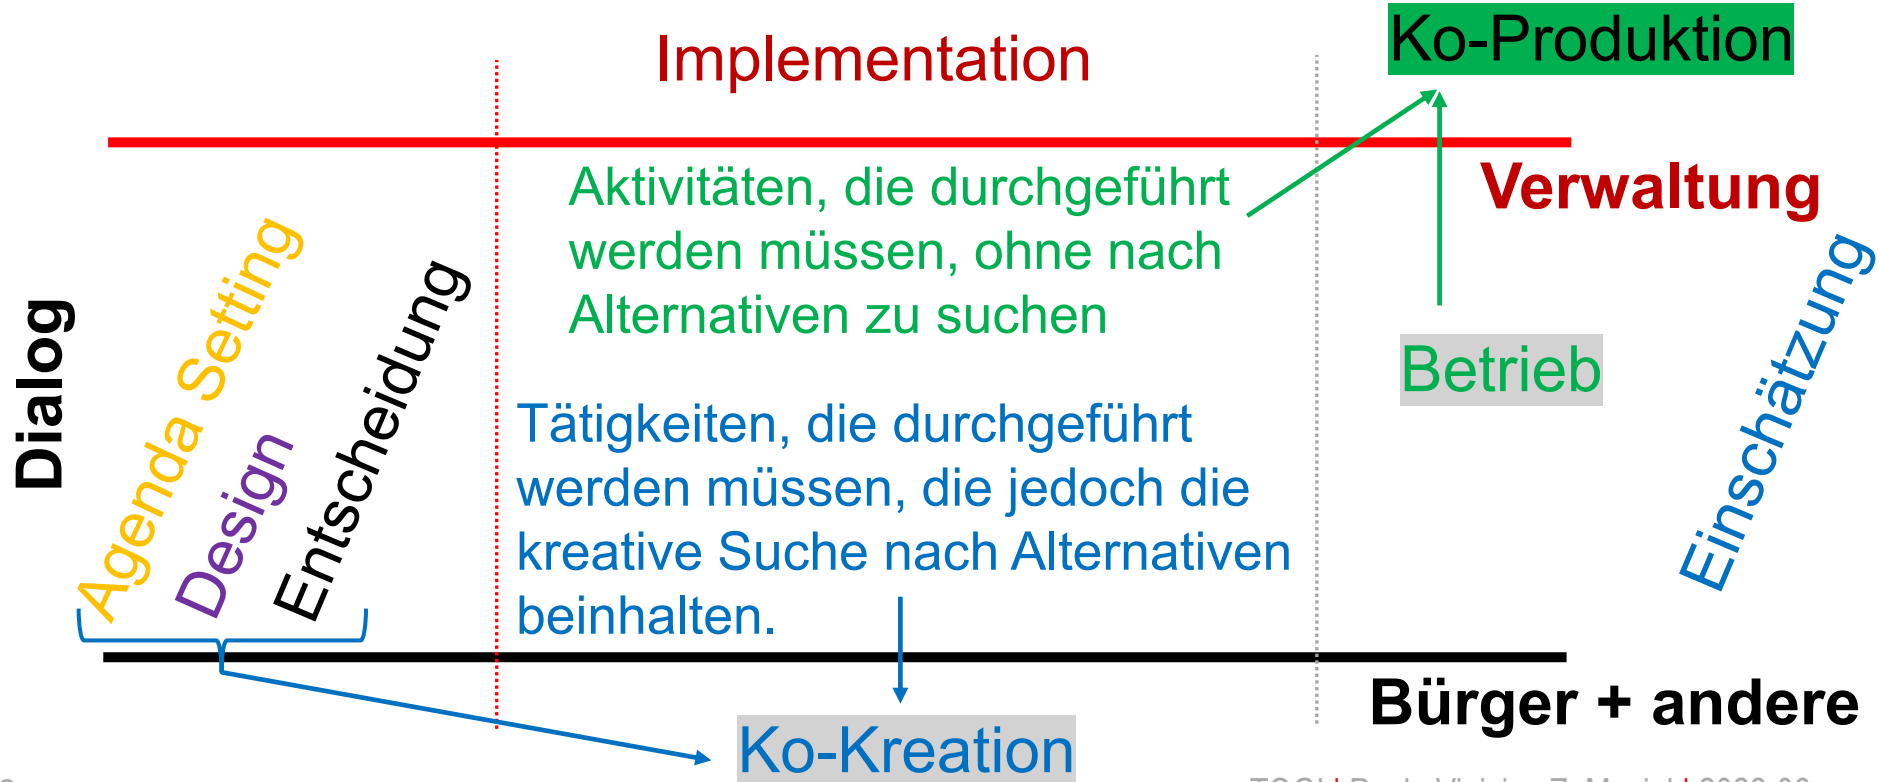 Implementation
Ko-Produktion
Aktivitäten, die durchgeführt
werden müssen, ohne nach
Alternativen zu suchen
Verwaltung
Dialog
Agenda Setting
Design
Entscheidung
Betrieb
Einschätzung
Tätigkeiten, die durchgeführt
werden müssen, die jedoch die
kreative Suche nach Alternativen
beinhalten.
Bürger + andere
Ko-Kreation